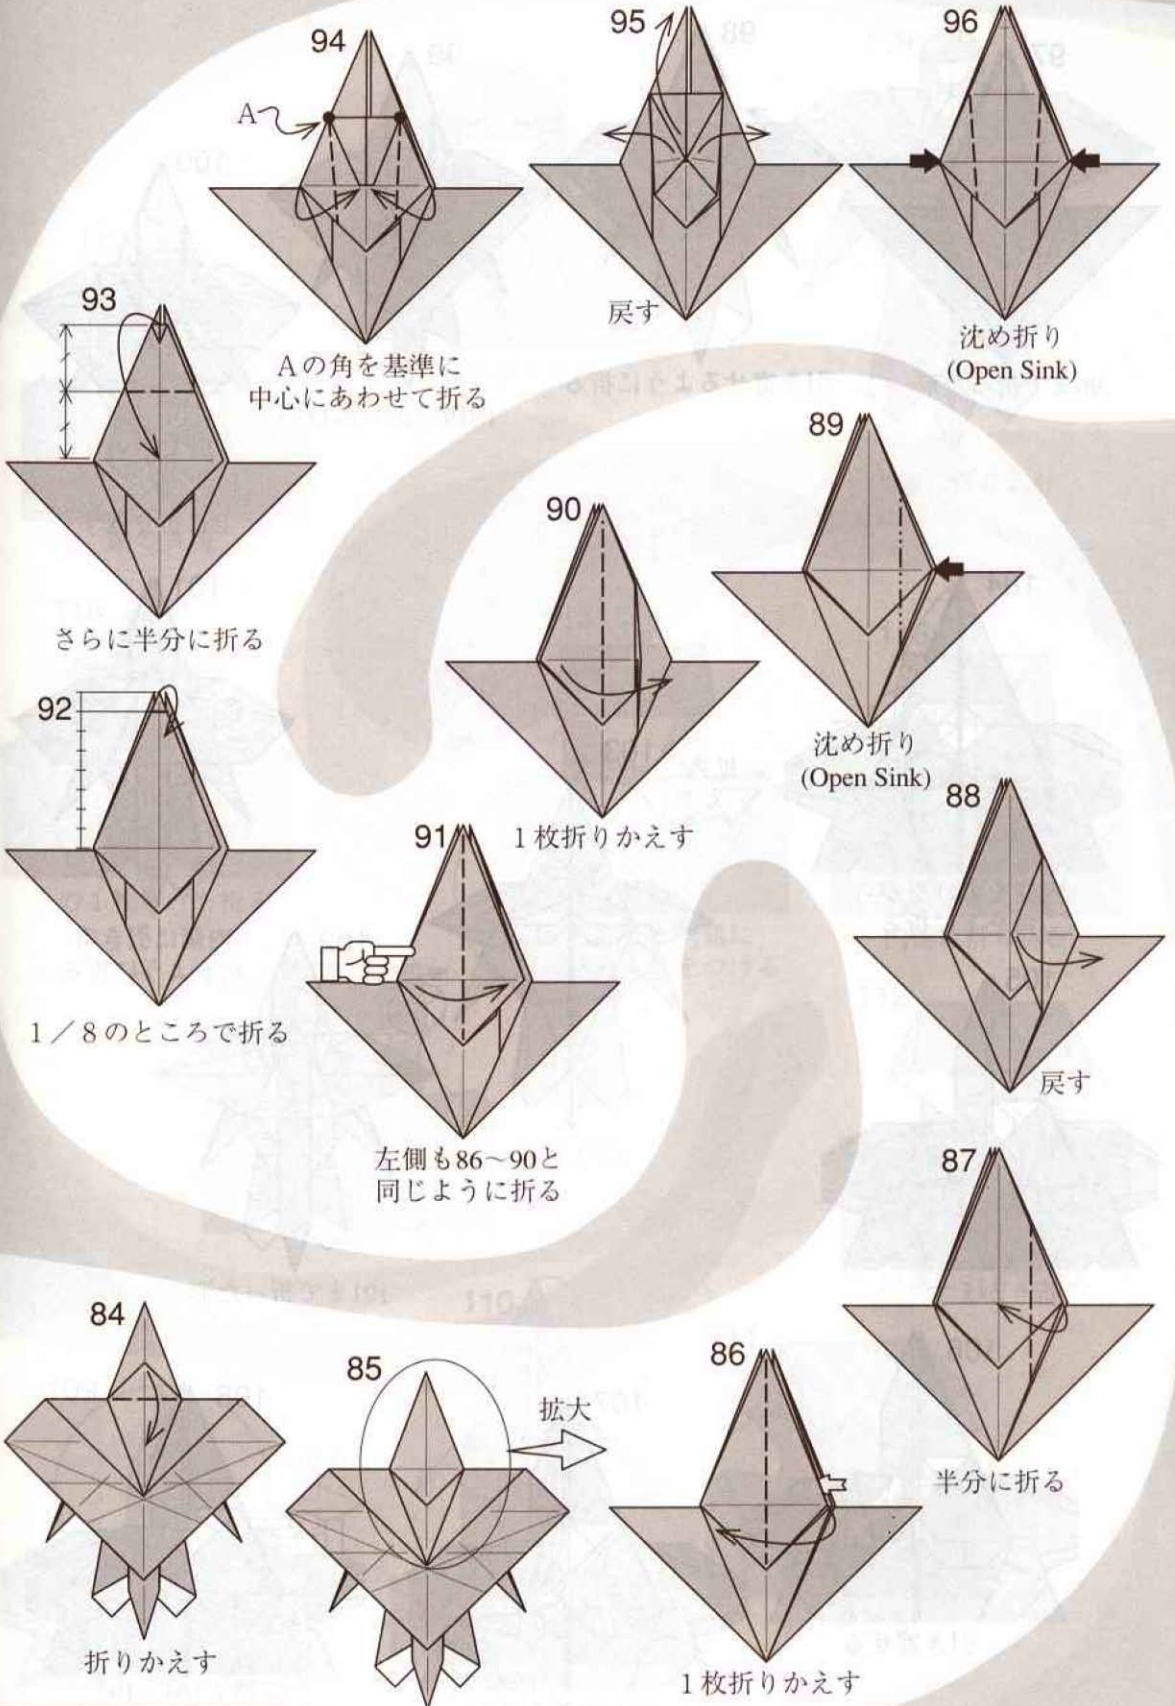 84
折りかえす
85
拡大
86
1枚折りかえす
87
半分に折る
88
戻す
89
沈め折り
(Open Sink)
90
1枚折りかえす
91
左側も86~90と
同じように折る
92
1/8のところで折る
93
さらに半分に折る
94
A
Aの角を基準に
中心にあわせて折る
95
戻す
96
沈め折り
(Open Sink)